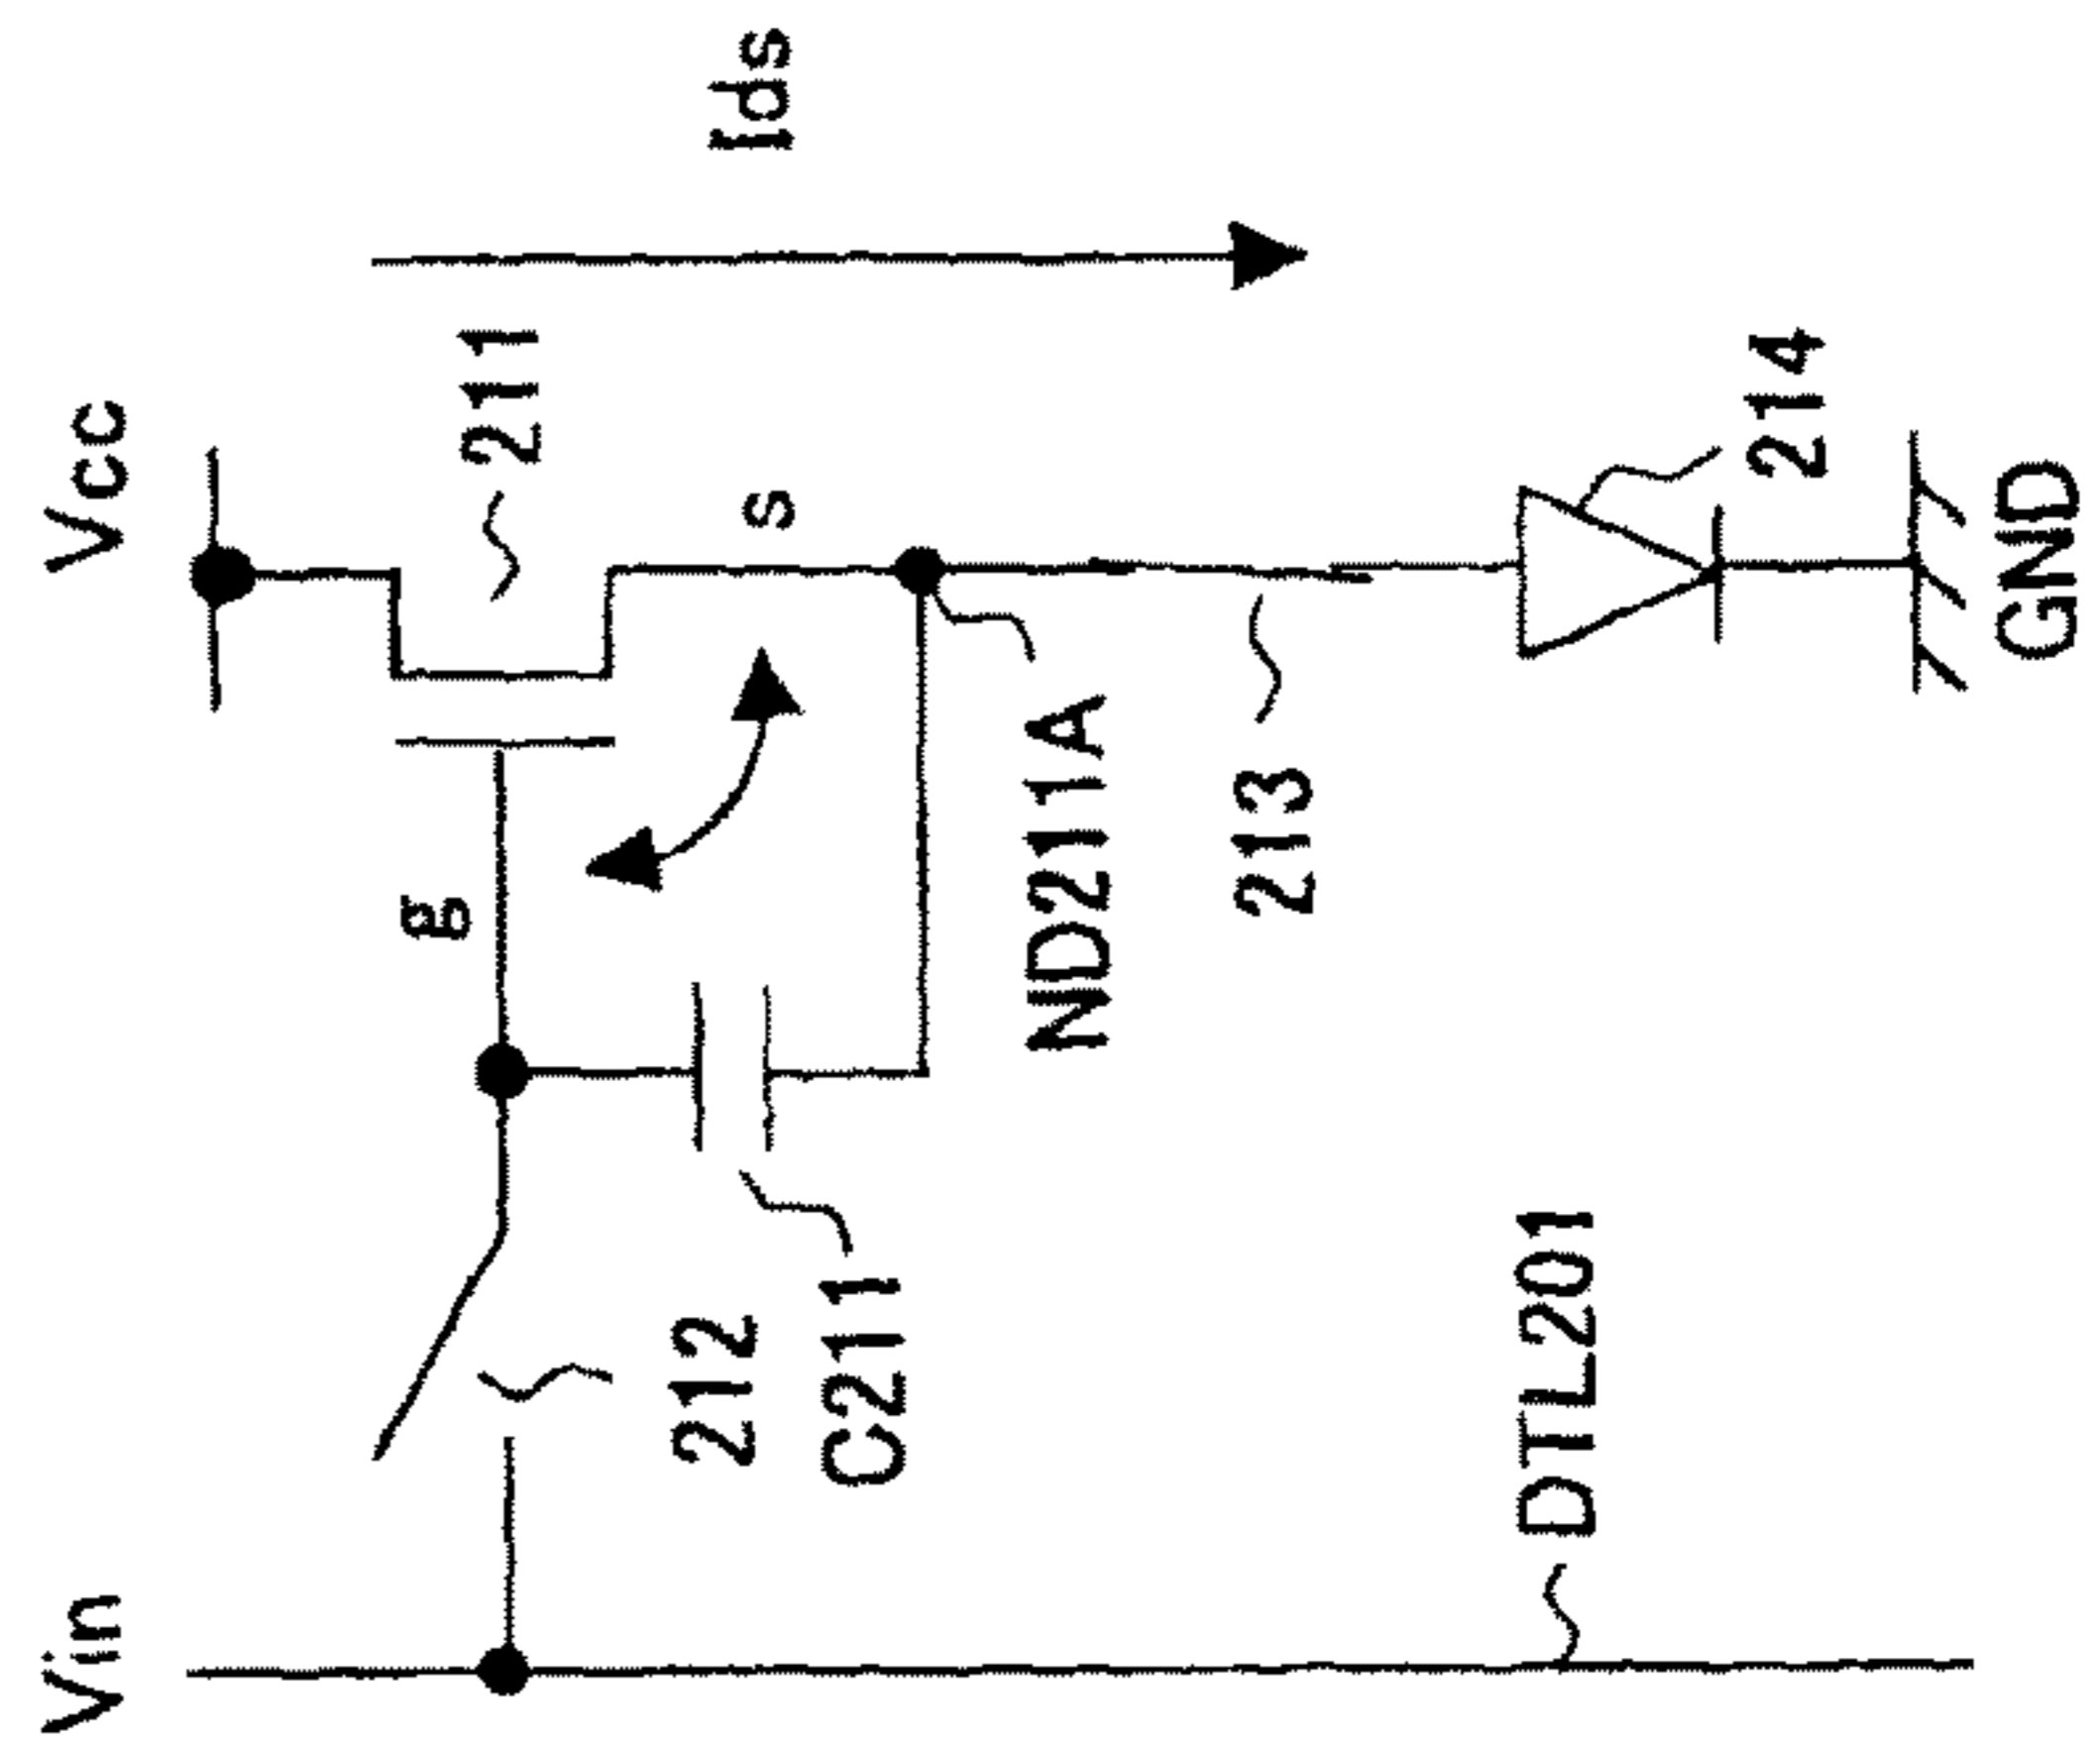 Vin
Vcc
211
Ids
g
s
212
C211
ND211A
213
DTL201
214
GND